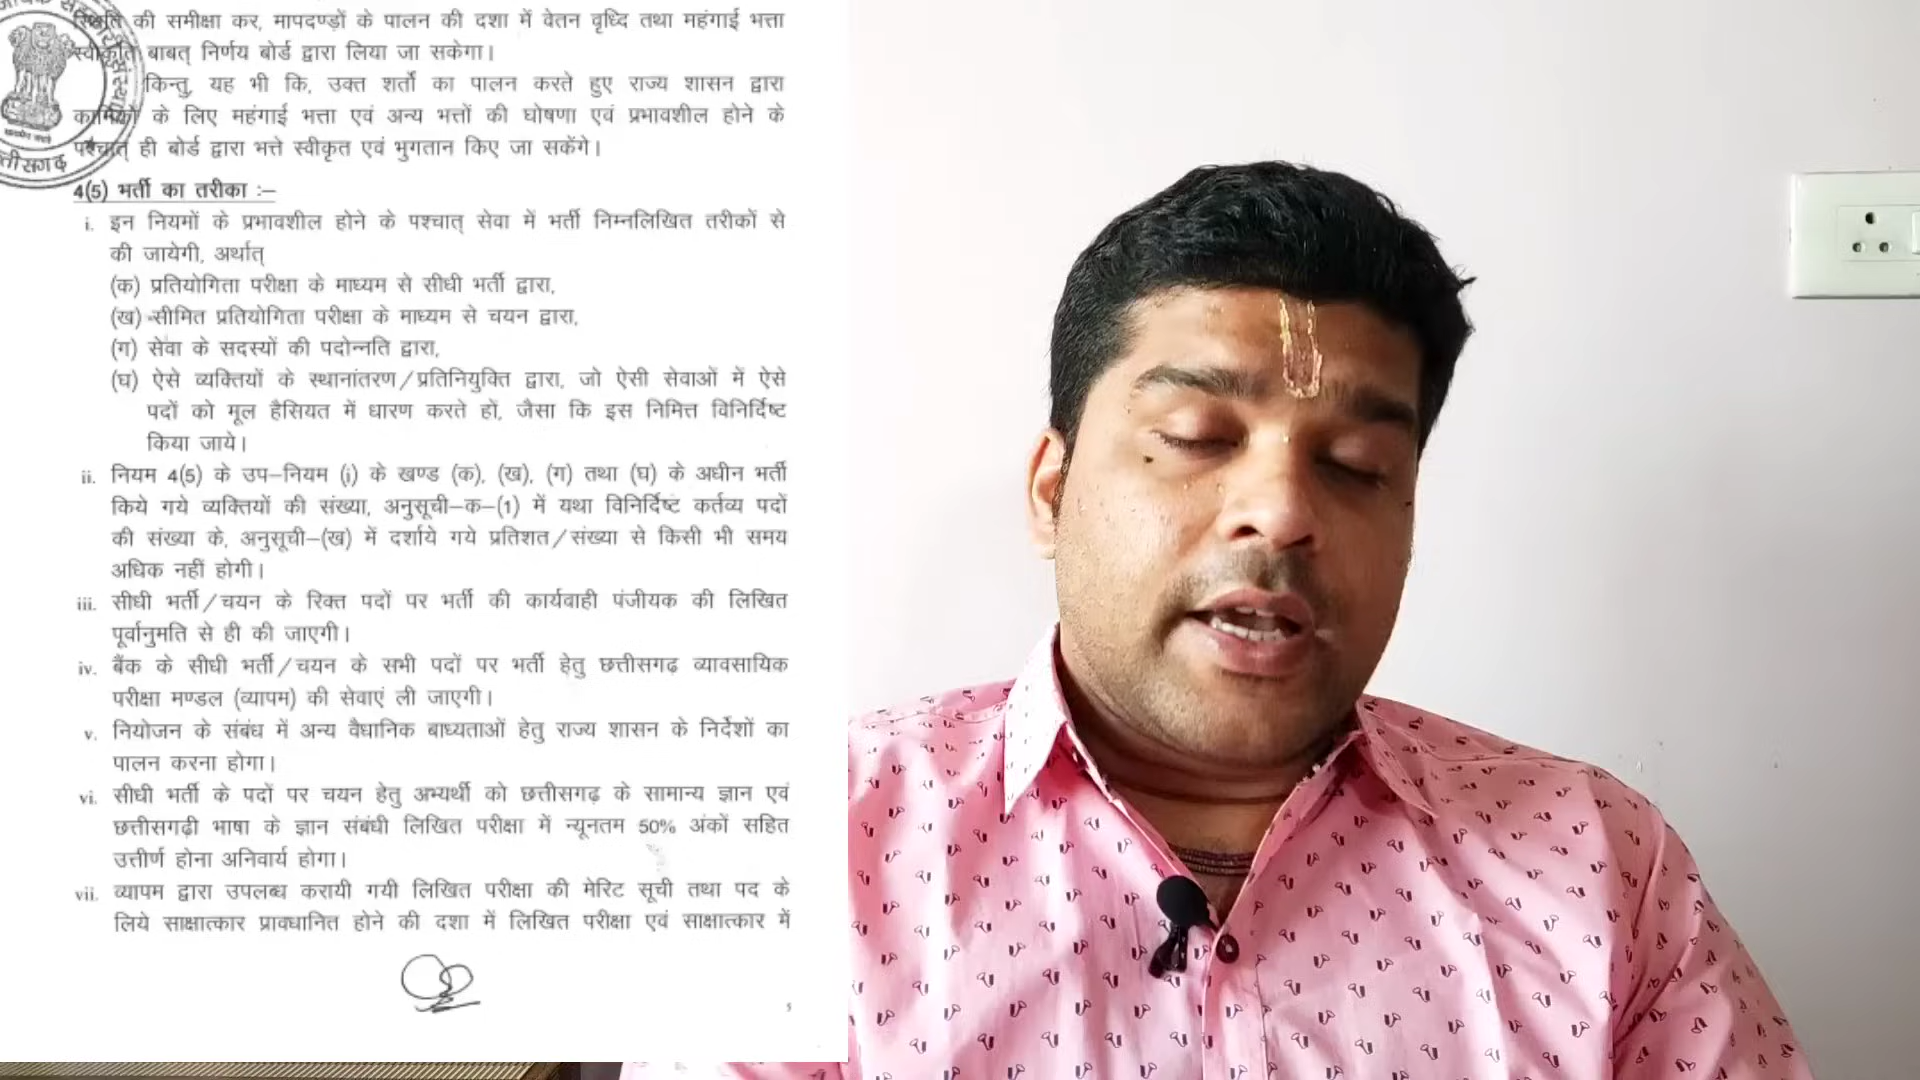 स्थिति की समीक्षा कर, मापदण्डों के पालन की दशा में वेतन वृध्दि तथा महंगाई भत्ता
स्वीकृति बाबत् निर्णय बोर्ड द्वारा लिया जा सकेगा।
किन्तु, यह भी कि, उक्त शर्तो का पालन करते हुए राज्य शासन द्वारा
कार्मिकों के लिए महंगाई भत्ता एवं अन्य भत्तों की घोषणा एवं प्रभावशील होने के
पश्चात् ही बोर्ड द्वारा भत्ते स्वीकृत एवं भुगतान किए जा सकेंगे।
4(5) भर्ती का तरीका :–
i. इन नियमों के प्रभावशील होने के पश्चात् सेवा में भर्ती निम्नलिखित तरीकों से
की जायेगी, अर्थात्
(क) प्रतियोगिता परीक्षा के माध्यम से सीधी भर्ती द्वारा,
(ख) सीमित प्रतियोगिता परीक्षा के माध्यम से चयन द्वारा,
(ग) सेवा के सदस्यों की पदोन्नति द्वारा,
(घ) ऐसे व्यक्तियों के स्थानांतरण/प्रतिनियुक्ति द्वारा, जो ऐसी सेवाओं में ऐसे
पदों को मूल हैसियत में धारण करते हों, जैसा कि इस निमित्त विनिर्दिष्ट
किया जाये।
ii. नियम 4(5) के उप–नियम (i) के खण्ड (क), (ख), (ग) तथा (घ) के अधीन भर्ती
किये गये व्यक्तियों की संख्या, अनुसूची–क–(1) में यथा विनिर्दिष्ट कर्तव्य पदों
की संख्या के, अनुसूची–(ख) में दर्शाये गये प्रतिशत/संख्या से किसी भी समय
अधिक नहीं होगी।
iii. सीधी भर्ती/चयन के रिक्त पदों पर भर्ती की कार्यवाही पंजीयक की लिखित
पूर्वानुमति से ही की जाएगी।
iv. बैंक के सीधी भर्ती/चयन के सभी पदों पर भर्ती हेतु छत्तीसगढ़ व्यावसायिक
परीक्षा मण्डल (व्यापम) की सेवाएं ली जाएगी।
v. नियोजन के संबंध में अन्य वैधानिक बाध्यताओं हेतु राज्य शासन के निर्देशों का
पालन करना होगा।
vi. सीधी भर्ती के पदों पर चयन हेतु अभ्यर्थी को छत्तीसगढ़ के सामान्य ज्ञान एवं
छत्तीसगढ़ी भाषा के ज्ञान संबंधी लिखित परीक्षा में न्यूनतम 50% अंकों सहित
उत्तीर्ण होना अनिवार्य होगा।
vii. व्यापम द्वारा उपलब्ध करायी गयी लिखित परीक्षा की मेरिट सूची तथा पद के
लिये साक्षात्कार प्रावधानित होने की दशा में लिखित परीक्षा एवं साक्षात्कार में